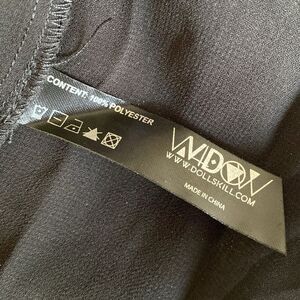 CONTENT: 100% POLYESTER
WIDOW
WWW.DOLLSKILL.COM
MADE IN CHINA